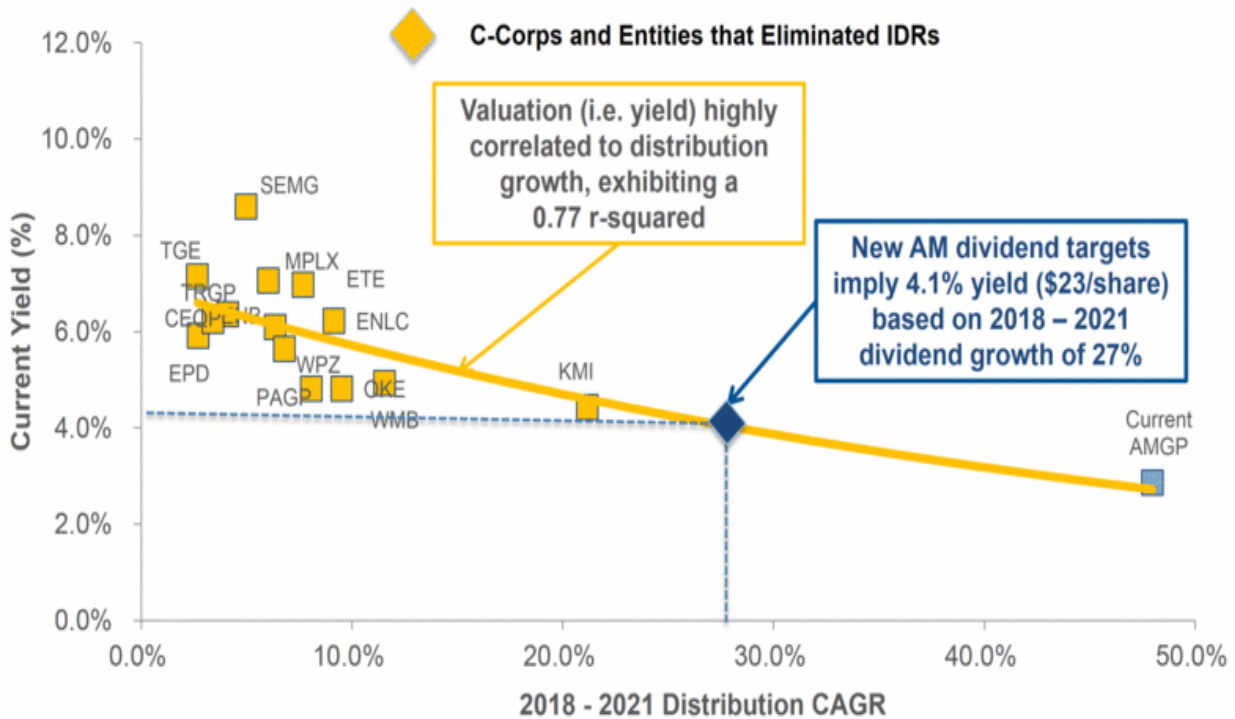 C-Corps and Entities that Eliminated IDRs
12.0%
10.0%
8.0%
6.0%
4.0%
2.0%
0.0%
Current Yield (%)
Valuation (i.e. yield) highly
correlated to distribution
growth, exhibiting a
0.77 r-squared
New AM dividend targets
imply 4.1% yield ($23/share)
based on 2018 – 2021
dividend growth of 27%
SEMG
TGE
MPLX
ETE
TRGP
CEQP
ENLC
EPD
WPZ
KMI
PAGP
OKE
WMB
Current
AMGP
0.0%
10.0%
20.0%
30.0%
40.0%
50.0%
2018 - 2021 Distribution CAGR